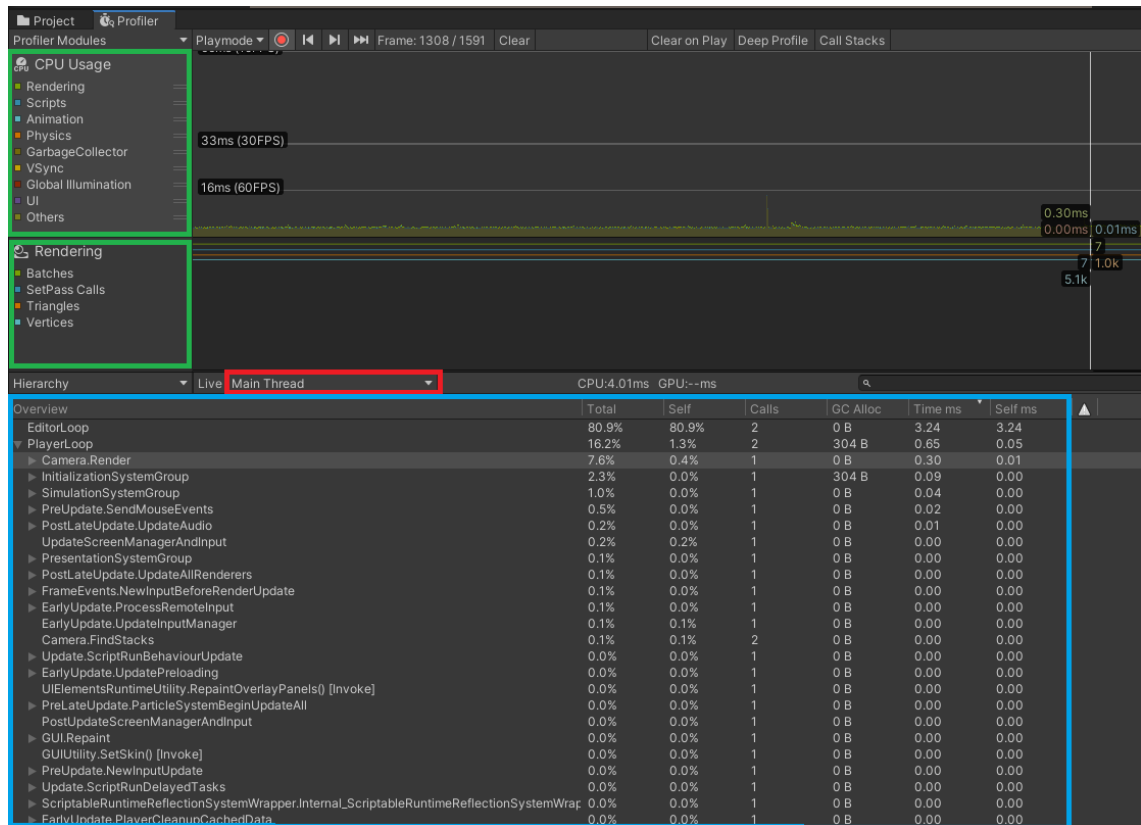 Project Profiler
Profiler Modules Playmode Frame: 1308 / 1591 Clear Clear on Play Deep Profile Call Stacks
CPU Usage
Rendering
Scripts
Animation
Physics
GarbageCollector
VSync
Global Illumination
UI
Others
33ms (30FPS)
16ms (60FPS)
0.30ms
0.00ms 0.01ms
Rendering
Batches
SetPass Calls
Triangles
Vertices
7
7 1.0k
5.1k
Hierarchy Live Main Thread CPU:4.01ms GPU:--ms
Overview Total Self Calls GC Alloc Time ms Self ms
EditorLoop 80.9% 80.9% 2 0 B 3.24 3.24
PlayerLoop 16.2% 1.3% 2 304 B 0.65 0.05
Camera.Render 7.6% 0.4% 1 0 B 0.30 0.01
InitializationSystemGroup 2.3% 0.0% 1 304 B 0.09 0.00
SimulationSystemGroup 1.0% 0.0% 1 0 B 0.04 0.00
PreUpdate.SendMouseEvents 0.5% 0.0% 1 0 B 0.02 0.00
PostLateUpdate.UpdateAudio 0.2% 0.0% 1 0 B 0.01 0.00
UpdateScreenManagerAndInput 0.2% 0.2% 1 0 B 0.00 0.00
PresentationSystemGroup 0.1% 0.0% 1 0 B 0.00 0.00
PostLateUpdate.UpdateAllRenderers 0.1% 0.0% 1 0 B 0.00 0.00
FrameEvents.NewInputBeforeRenderUpdate 0.1% 0.0% 1 0 B 0.00 0.00
EarlyUpdate.ProcessRemoteInput 0.1% 0.0% 1 0 B 0.00 0.00
EarlyUpdate.UpdateInputManager 0.1% 0.1% 1 0 B 0.00 0.00
Camera.FindStacks 0.1% 0.1% 2 0 B 0.00 0.00
Update.ScriptRunBehaviourUpdate 0.0% 0.0% 1 0 B 0.00 0.00
EarlyUpdate.UpdatePreloading 0.0% 0.0% 1 0 B 0.00 0.00
UIElementsRuntimeUtility.RepaintOverlayPanels() [Invoke] 0.0% 0.0% 1 0 B 0.00 0.00
PreLateUpdate.ParticleSystemBeginUpdateAll 0.0% 0.0% 1 0 B 0.00 0.00
PostUpdateScreenManagerAndInput 0.0% 0.0% 1 0 B 0.00 0.00
GUI.Repaint 0.0% 0.0% 1 0 B 0.00 0.00
GUIUtility.SetSkin() [Invoke] 0.0% 0.0% 1 0 B 0.00 0.00
PreUpdate.NewInputUpdate 0.0% 0.0% 1 0 B 0.00 0.00
Update.ScriptRunDelayedTasks 0.0% 0.0% 1 0 B 0.00 0.00
ScriptableRuntimeReflectionSystemWrapper.Internal_ScriptableRuntimeReflectionSystemWrap 0.0% 0.0% 1 0 B 0.00 0.00
EarlyUpdate.PlayerCleanupCachedData 0.0% 0.0% 1 0 B 0.00 0.00